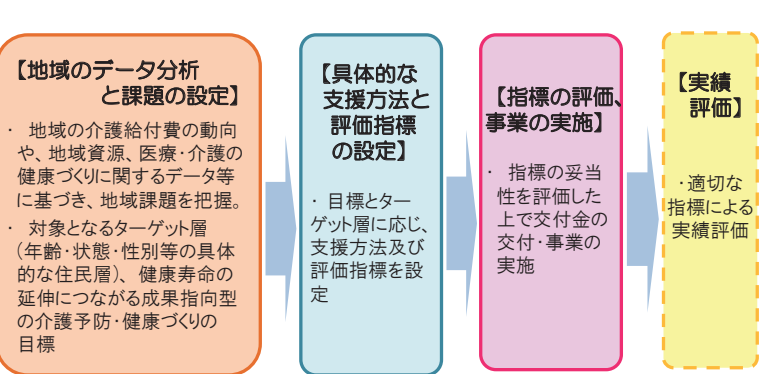 【地域のデータ分析
と課題の設定】
・ 地域の介護給付費の動向
や、地域資源、医療・介護の
健康づくりに関するデータ等
に基づき、地域課題を把握。
・ 対象となるターゲット層
（年齢・状態・性別等の具体
的な住民層）、健康寿命の
延伸につながる成果指向型
の介護予防・健康づくりの
目標
【具体的な
支援方法と
評価指標
の設定】
・ 目標とター
ゲット層に応じ、
支援方法及び
評価指標を設
定
【指標の評価、
事業の実施】
・ 指標の妥当
性を評価した
上で交付金の
交付・事業の
実施
【実績
評価】
・適切な
指標による
実績評価